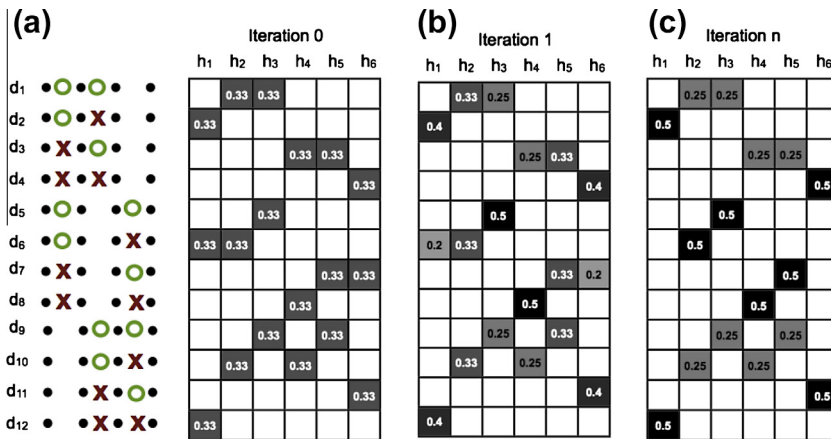 (a) Iteration 0 (b) Iteration 1 (c) Iteration n
h1 h2 h3 h4 h5 h6 h1 h2 h3 h4 h5 h6 h1 h2 h3 h4 h5 h6
d1 0.33 0.33 0.33 0.25 0.25 0.25
d2 X 0.33 0.4 0.5
d3 X 0.33 0.33 0.25 0.33 0.25 0.25
d4 X X 0.33 0.4 0.5
d5 0.33 0.5 0.5
d6 X 0.33 0.33 0.2 0.33 0.5
d7 X 0.33 0.33 0.33 0.2 0.5
d8 X X 0.33 0.5 0.5
d9 0.33 0.33 0.25 0.33 0.25 0.25
d10 X 0.33 0.33 0.33 0.25 0.25 0.25
d11 X 0.33 0.4 0.5
d12 X X 0.33 0.4 0.5